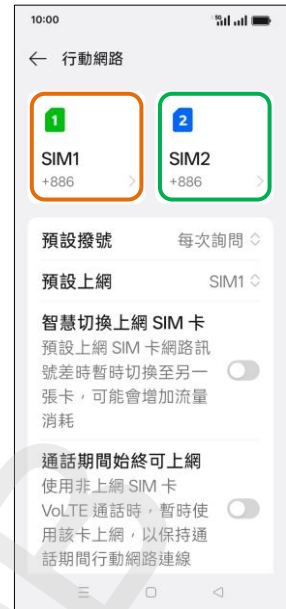 10:00 5G
← 行動網路
1 2
SIM1 SIM2
+886 +886
預設撥號 每次詢問
預設上網 SIM1
智慧切換上網 SIM 卡
預設上網 SIM 卡網路訊
號差時暫時切換至另一
張卡，可能會增加流量
消耗
通話期間始終可上網
使用非上網 SIM 卡
VoLTE 通話時，暫時使
用該卡上網，以保持通
話期間行動網路連線